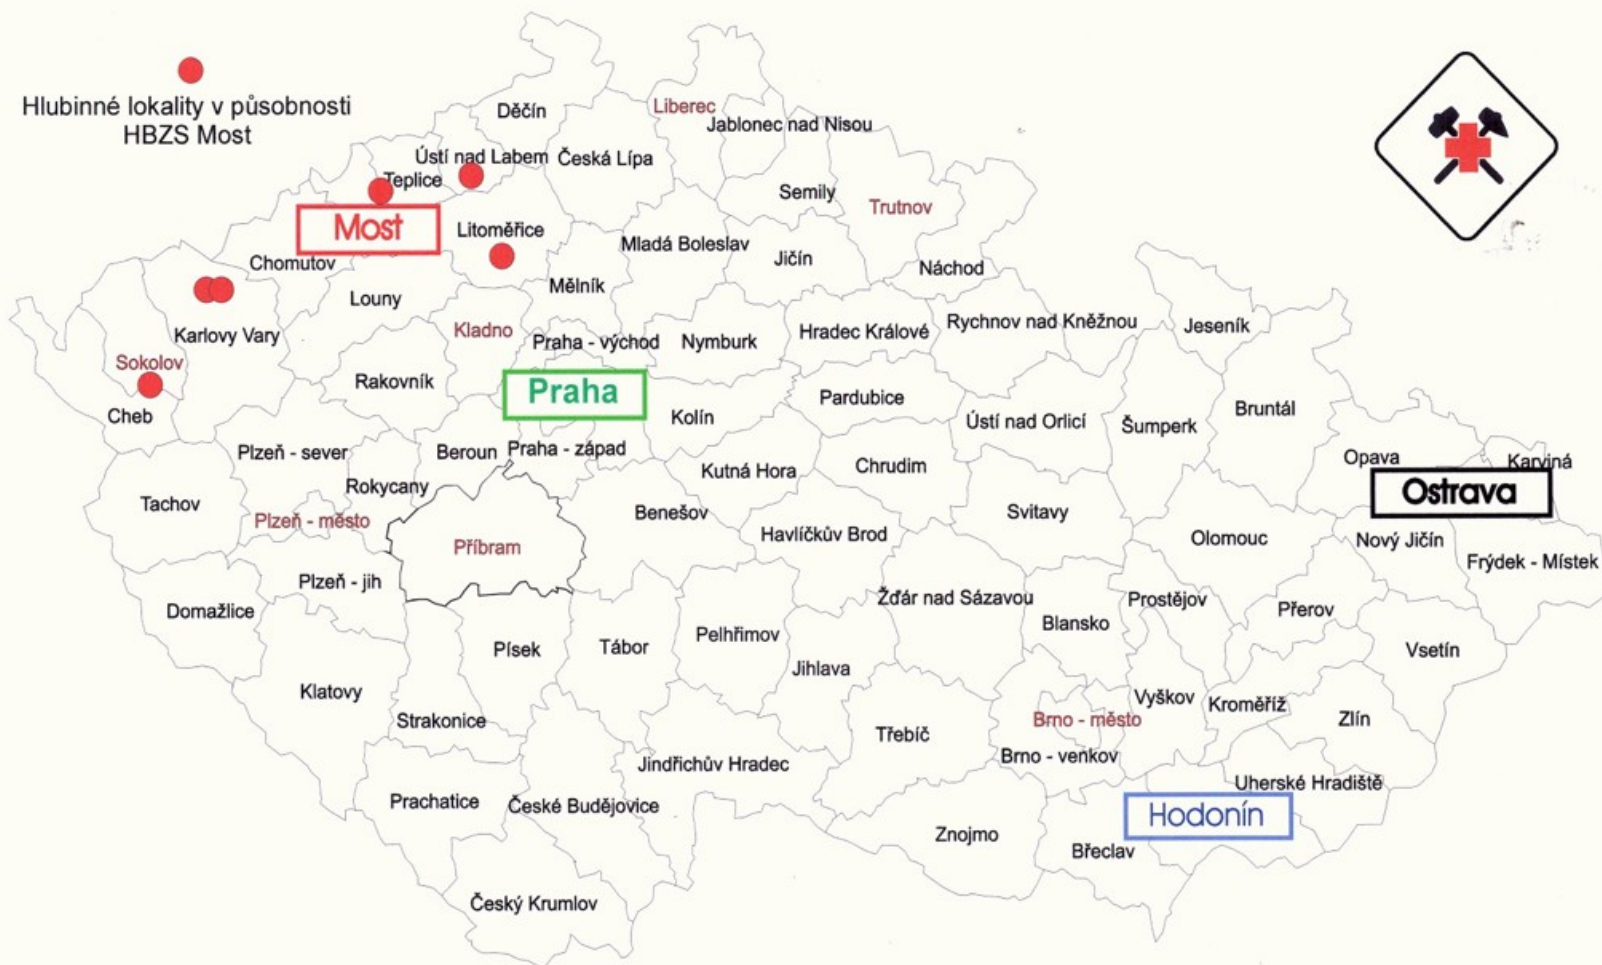 Hlubinné lokality v působnosti
HBZS Most
Děčín
Liberec
Jablonec nad Nisou
Ústí nad Labem
Česká Lípa
Teplice
Semily
Trutnov
Most
Litoměřice
Mladá Boleslav
Jičín
Náchod
Chomutov
Mělník
Louny
Karlovy Vary
Kladno
Praha - východ
Nymburk
Hradec Králové
Rychnov nad Kněžnou
Jeseník
Sokolov
Rakovník
Praha
Pardubice
Cheb
Kolín
Ústí nad Orlicí
Šumperk
Bruntál
Plzeň - sever
Beroun
Praha - západ
Kutná Hora
Chrudim
Opava
Karviná
Rokycany
Ostrava
Tachov
Plzeň - město
Benešov
Svitavy
Příbram
Havlíčkův Brod
Olomouc
Nový Jičín
Frýdek - Místek
Plzeň - jih
Domažlice
Žďár nad Sázavou
Prostějov
Přerov
Blansko
Písek
Tábor
Pelhřimov
Jihlava
Vsetín
Klatovy
Strakonice
Vyškov
Kroměříž
Zlín
Třebíč
Brno - město
Brno - venkov
Jindřichův Hradec
Uherské Hradiště
Prachatice
České Budějovice
Hodonín
Znojmo
Břeclav
Český Krumlov